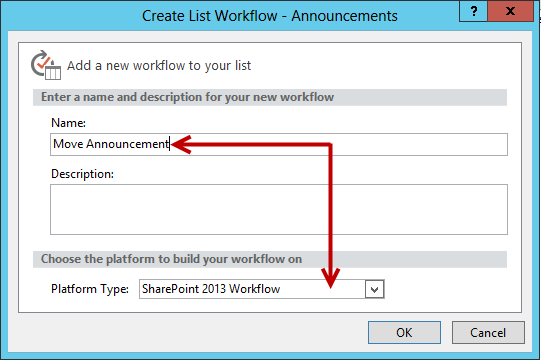 Create List Workflow - Announcements
? x
Add a new workflow to your list
Enter a name and description for your new workflow
Name:
Move Announcement
Description:
Choose the platform to build your workflow on
Platform Type: SharePoint 2013 Workflow
OK Cancel